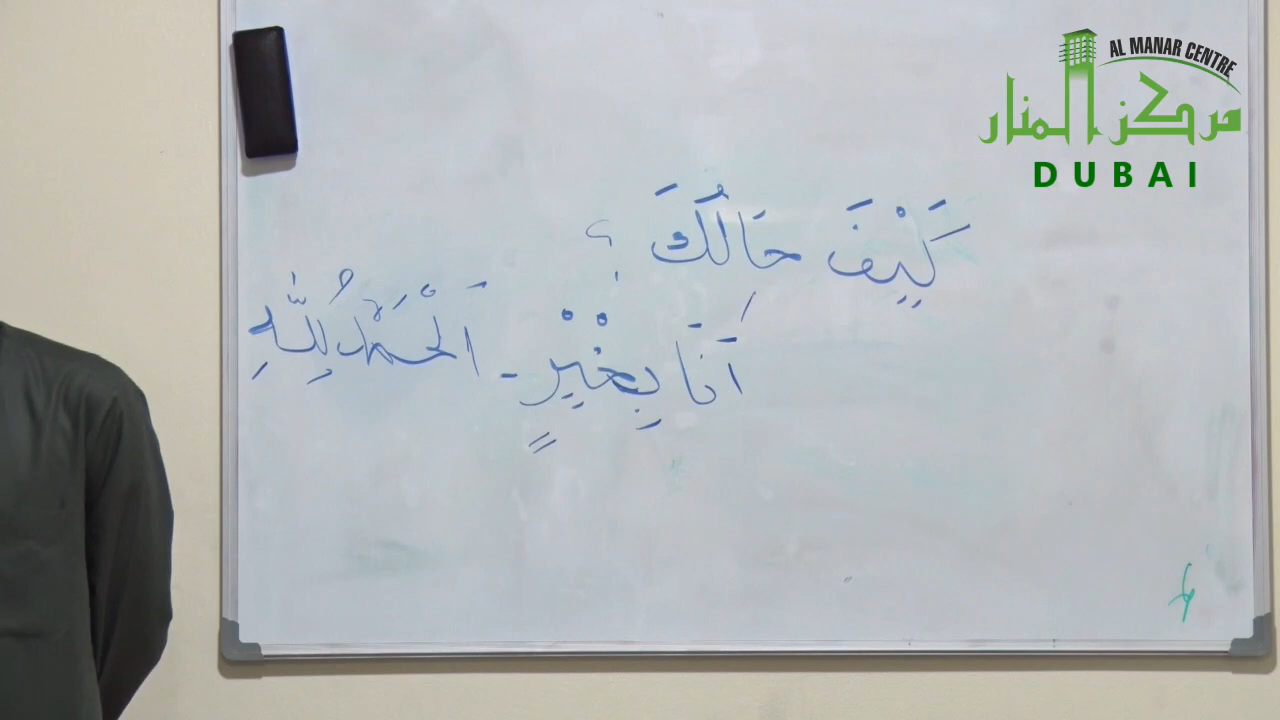 AL MANAR CENTRE
مركز المنار
DUBAI
كَيْفَ حَالُكَ ؟
أَنَا بِخَيْرٍ - اَلْحَمْدُ لِلّٰهِ